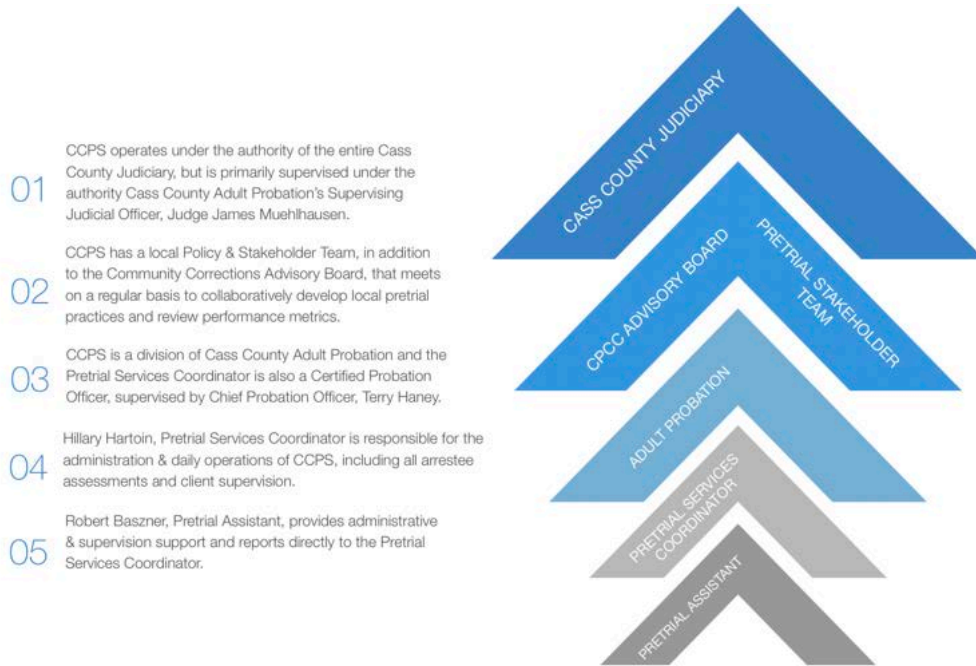 01
CCPS operates under the authority of the entire Cass
County Judiciary, but is primarily supervised under the
authority Cass County Adult Probation's Supervising
Judicial Officer, Judge James Muehlhausen.
02
CCPS has a local Policy & Stakeholder Team, in addition
to the Community Corrections Advisory Board, that meets
on a regular basis to collaboratively develop local pretrial
practices and review performance metrics.
03
CCPS is a division of Cass County Adult Probation and the
Pretrial Services Coordinator is also a Certified Probation
Officer, supervised by Chief Probation Officer, Terry Haney.
04
Hillary Hartoin, Pretrial Services Coordinator is responsible for the
administration & daily operations of CCPS, including all arrestee
assessments and client supervision.
05
Robert Baszner, Pretrial Assistant, provides administrative
& supervision support and reports directly to the Pretrial
Services Coordinator.
CASS COUNTY JUDICIARY
CPCC ADVISORY BOARD
PRETRIAL STAKEHOLDER
TEAM
ADULT PROBATION
PRETRIAL SERVICES
COORDINATOR
PRETRIAL ASSISTANT